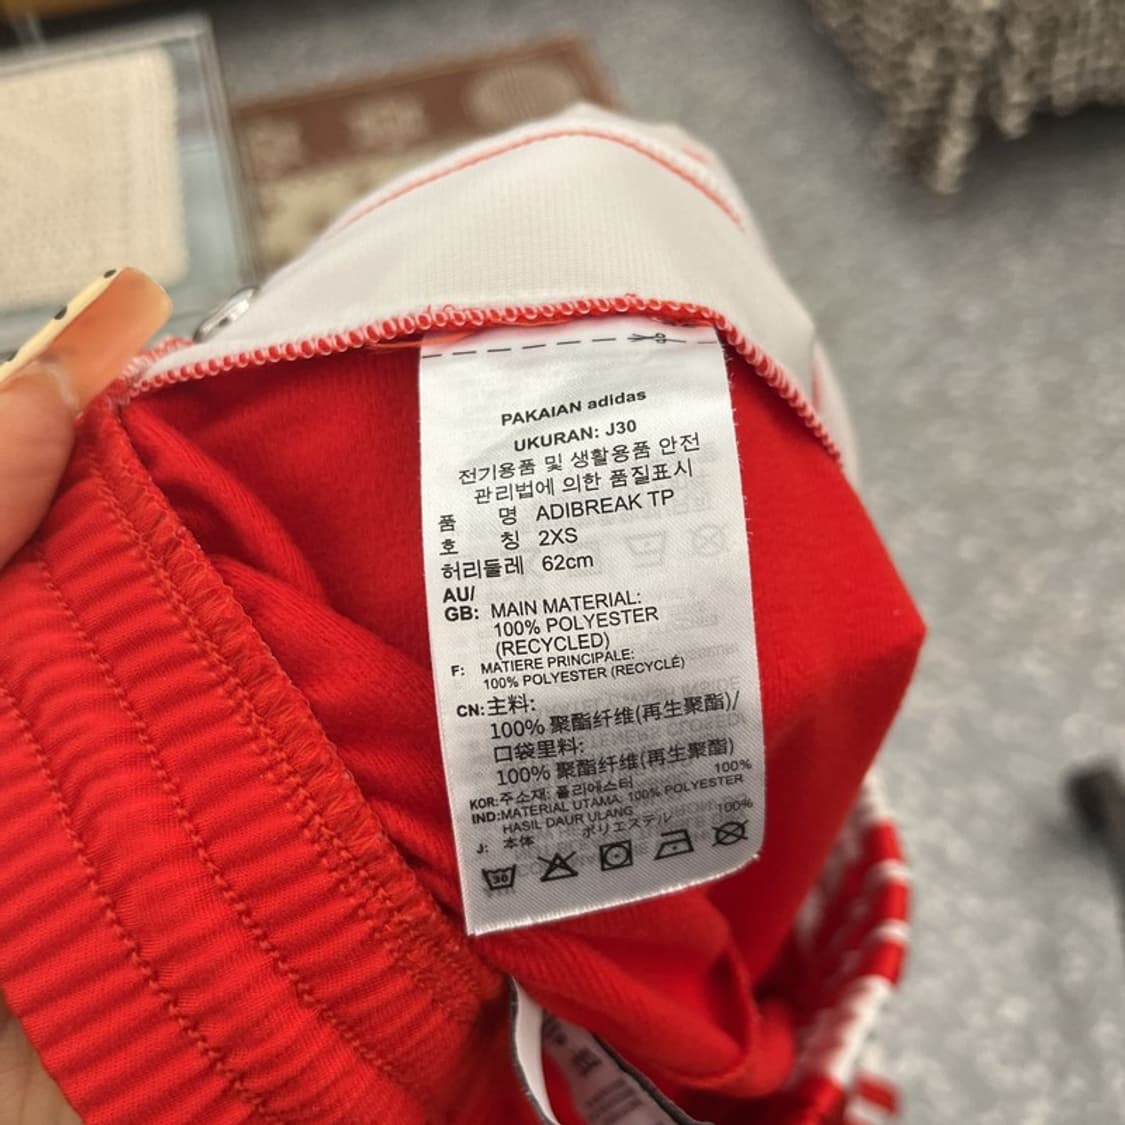 PAKAIAN adidas
UKURAN: J30
전기용품 및 생활용품 안전
관리법에 의한 품질표시
품 명 ADIBREAK TP
호 칭 2XS
허리둘레 62cm
AU/
GB: MAIN MATERIAL:
100% POLYESTER
(RECYCLED)
F: MATIERE PRINCIPALE:
100% POLYESTER (RECYCLÉ)
CN:主料:
100% 聚酯纤维(再生聚酯)/
口袋里料:
100% 聚酯纤维(再生聚酯)
KOR:주소재: 폴리에스터 100%
IND:MATERIAL UTAMA: 100% POLYESTER
HASIL DAUR ULANG
J: 本体 ポリエステル 100%
30